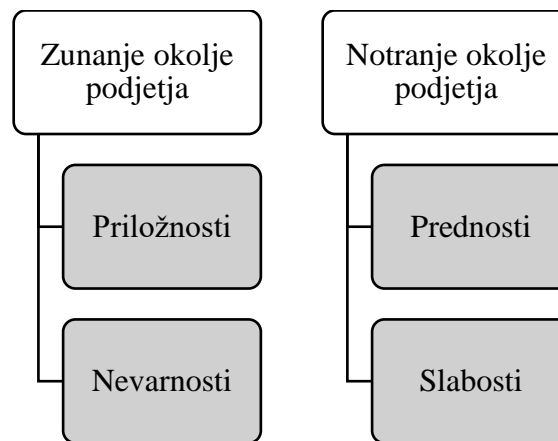 Zunanje okolje
podjetja
Priložnosti
Nevarnosti
Notranje okolje
podjetja
Prednosti
Slabosti